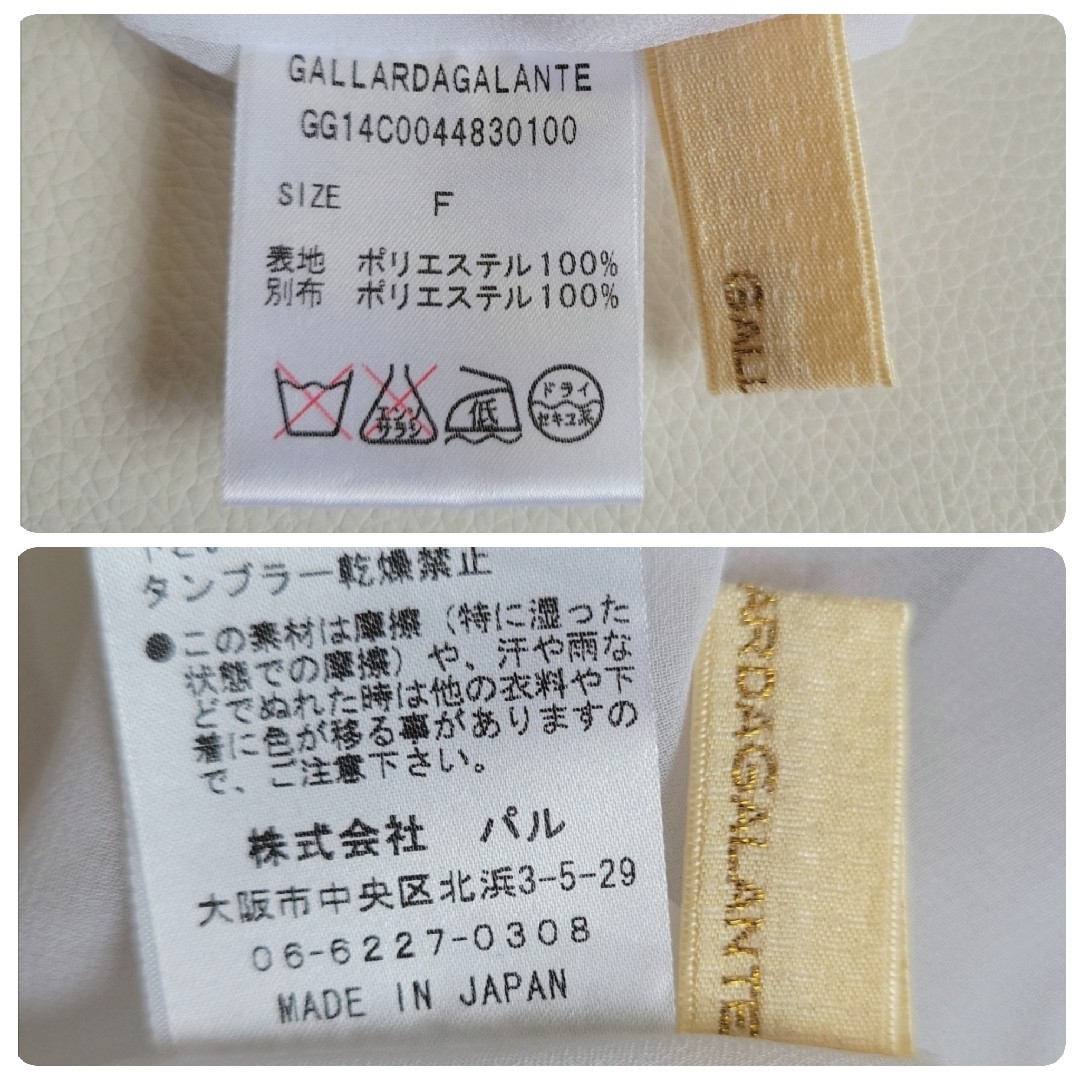 GALLARDAGALANTE
GG14C0044830100
SIZE F
表地 ポリエステル100%
別布 ポリエステル100%
エンソ
サラシ
低
ドライ
セキユ系
GALL
タンブラー乾燥禁止
●この素材は摩擦(特に湿った
状態での摩擦)や、汗や雨な
どでぬれた時は他の衣料や下
着に色が移る事がありますの
で、ご注意下さい。
株式会社 パル
大阪市中央区北浜3-5-29
06-6227-0308
MADE IN JAPAN
ARDAGALANTE